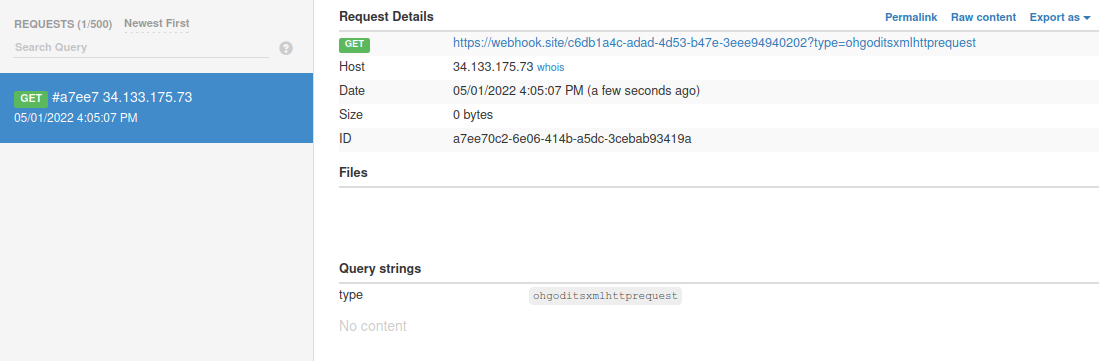 REQUESTS (1/500) Newest First
Search Query ?
GET #a7ee7 34.133.175.73
05/01/2022 4:05:07 PM
Request Details Permalink Raw content Export as
GET https://webhook.site/c6db1a4c-adad-4d53-b47e-3eee94940202?type=ohgoditsxmlhttprequest
Host 34.133.175.73 whois
Date 05/01/2022 4:05:07 PM (a few seconds ago)
Size 0 bytes
ID a7ee70c2-6e06-414b-a5dc-3cebab93419a
Files
Query strings
type ohgoditsxmlhttprequest
No content